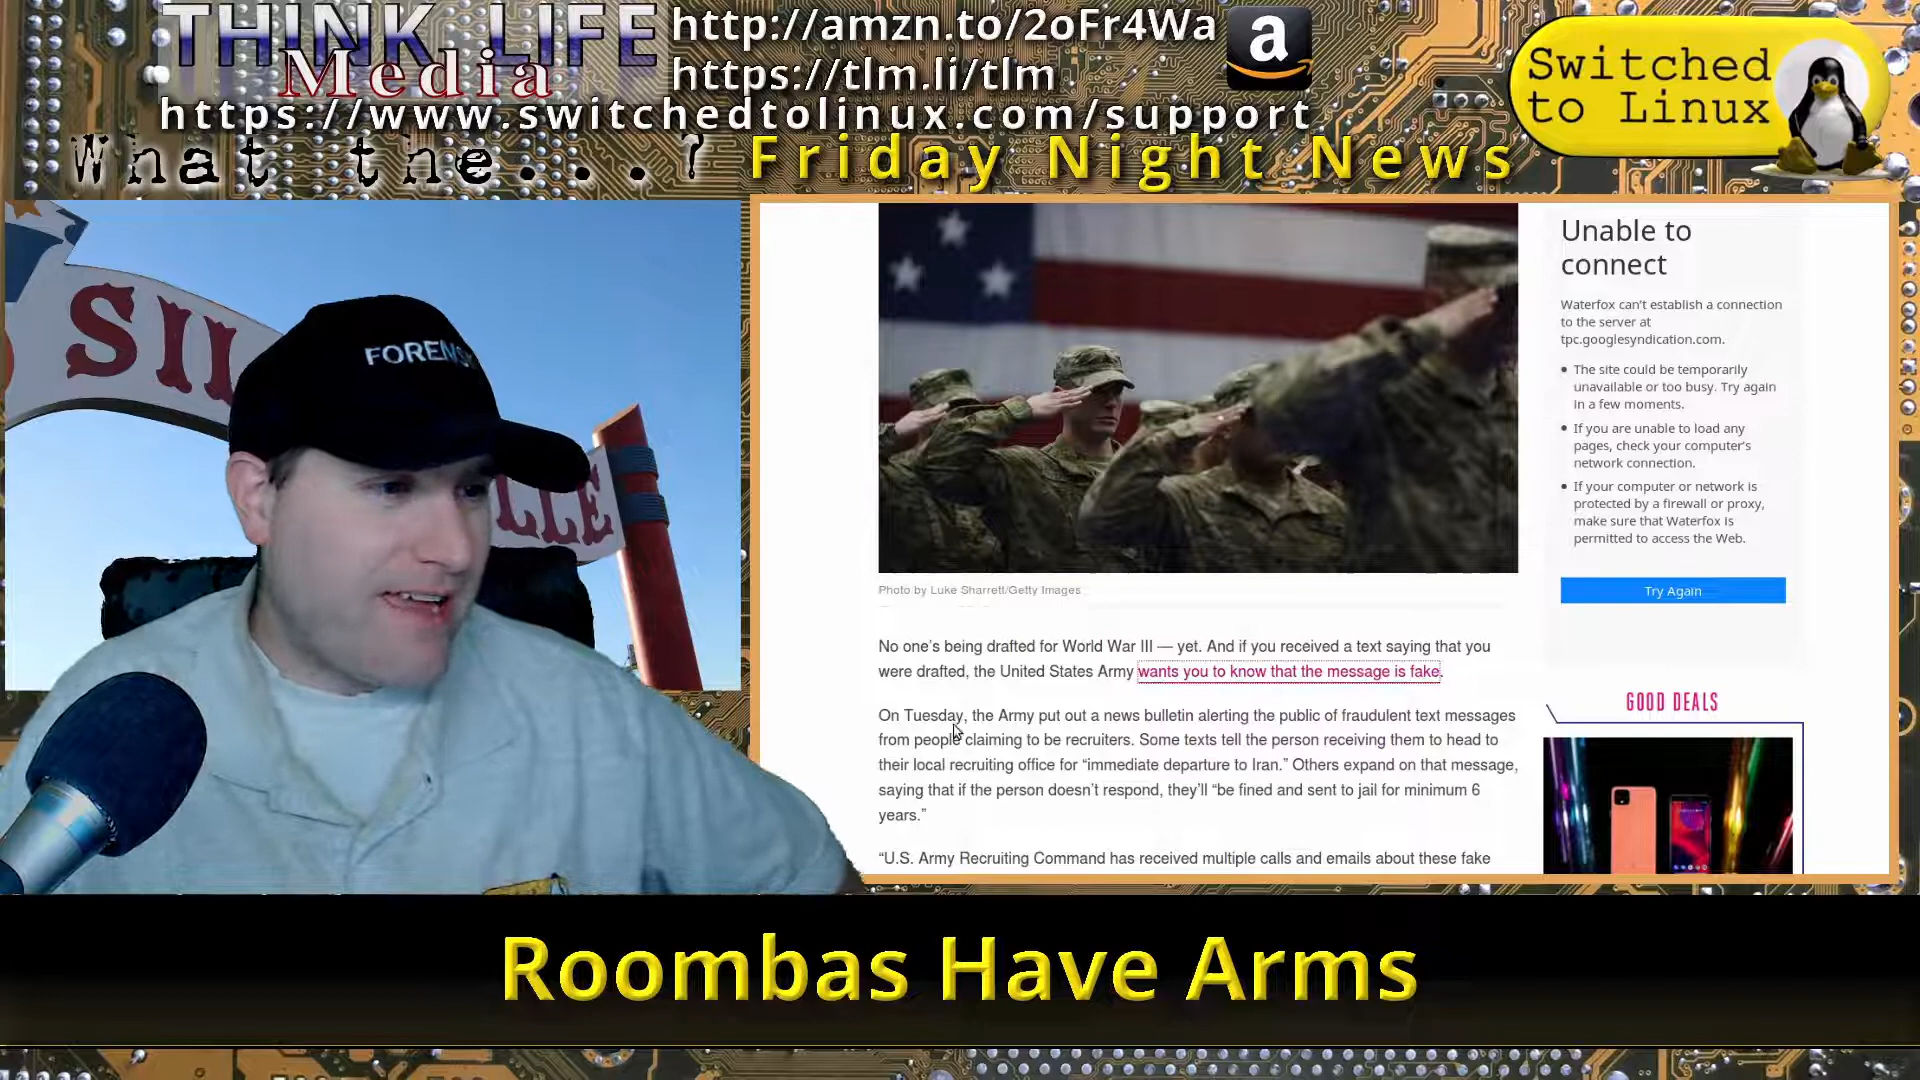 THINK LIFE
Media
http://amzn.to/2oFr4Wa
https://tlm.li/tlm
https://www.switchedtolinux.com/support
a
Switched
to Linux
What the...?
Friday Night News
SIL
LLE
FORENS
Unable to
connect
Waterfox can’t establish a connection
to the server at
tpc.googlesyndication.com.
• The site could be temporarily
unavailable or too busy. Try again
in a few moments.
• If you are unable to load any
pages, check your computer’s
network connection.
• If your computer or network is
protected by a firewall or proxy,
make sure that Waterfox is
permitted to access the Web.
Try Again
Photo by Luke Sharrett/Getty Images
No one’s being drafted for World War III — yet. And if you received a text saying that you
were drafted, the United States Army wants you to know that the message is fake.
On Tuesday, the Army put out a news bulletin alerting the public of fraudulent text messages
from people claiming to be recruiters. Some texts tell the person receiving them to head to
their local recruiting office for “immediate departure to Iran.” Others expand on that message,
saying that if the person doesn’t respond, they’ll “be fined and sent to jail for minimum 6
years.”
“U.S. Army Recruiting Command has received multiple calls and emails about these fake
GOOD DEALS
Roombas Have Arms